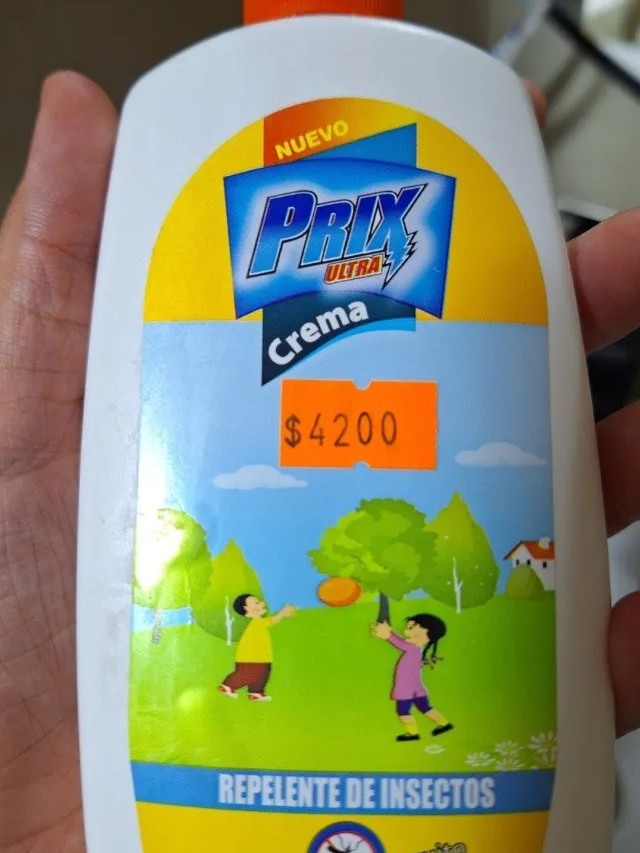 NUEVO
PRIX
ULTRA
Crema
$4200
REPELENTE DE INSECTOS